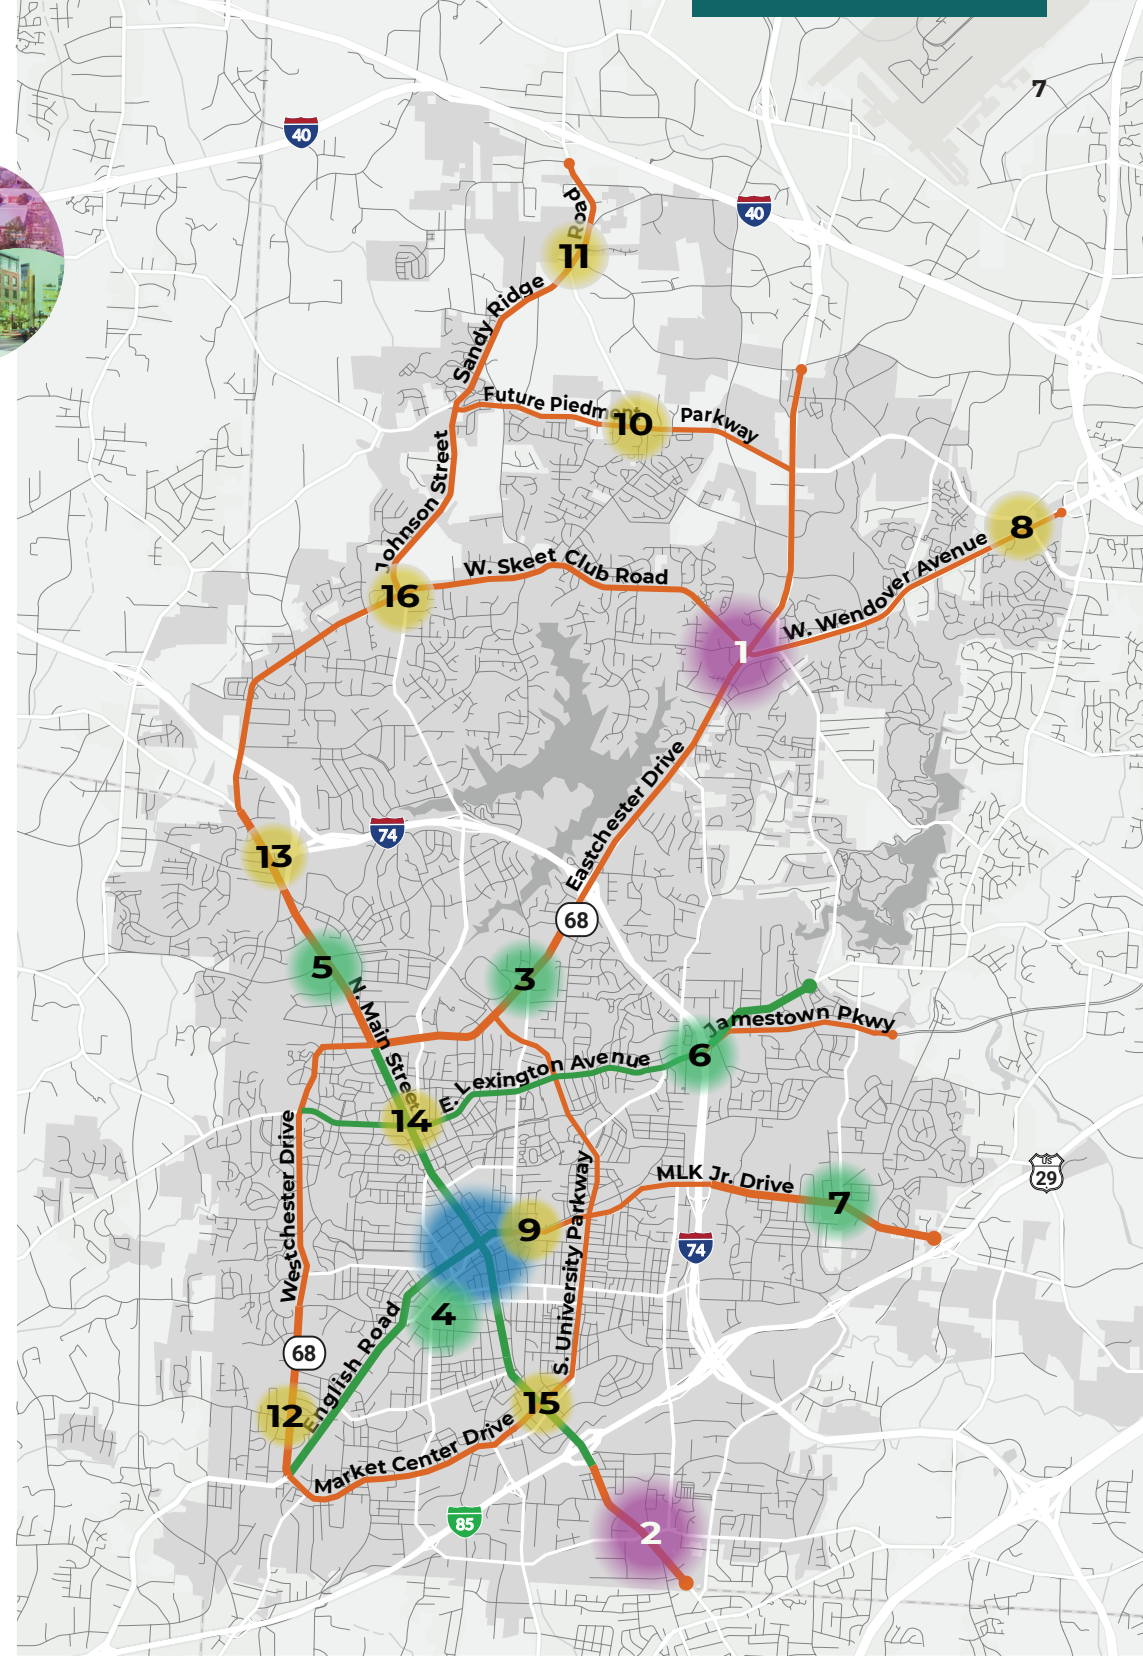 7
40
40
Sandy Ridge Road
11
Future Piedmont Parkway
10
Johnson Street
8
W. Wendover Avenue
W. Skeet Club Road
16
1
Eastchester Drive
74
13
68
5
3
N. Main Street
Jamestown Pkwy
6
E. Lexington Avenue
14
Westchester Drive
MLK Jr. Drive
7
US
29
9
S. University Parkway
74
4
English Road
68
12
15
Market Center Drive
85
2